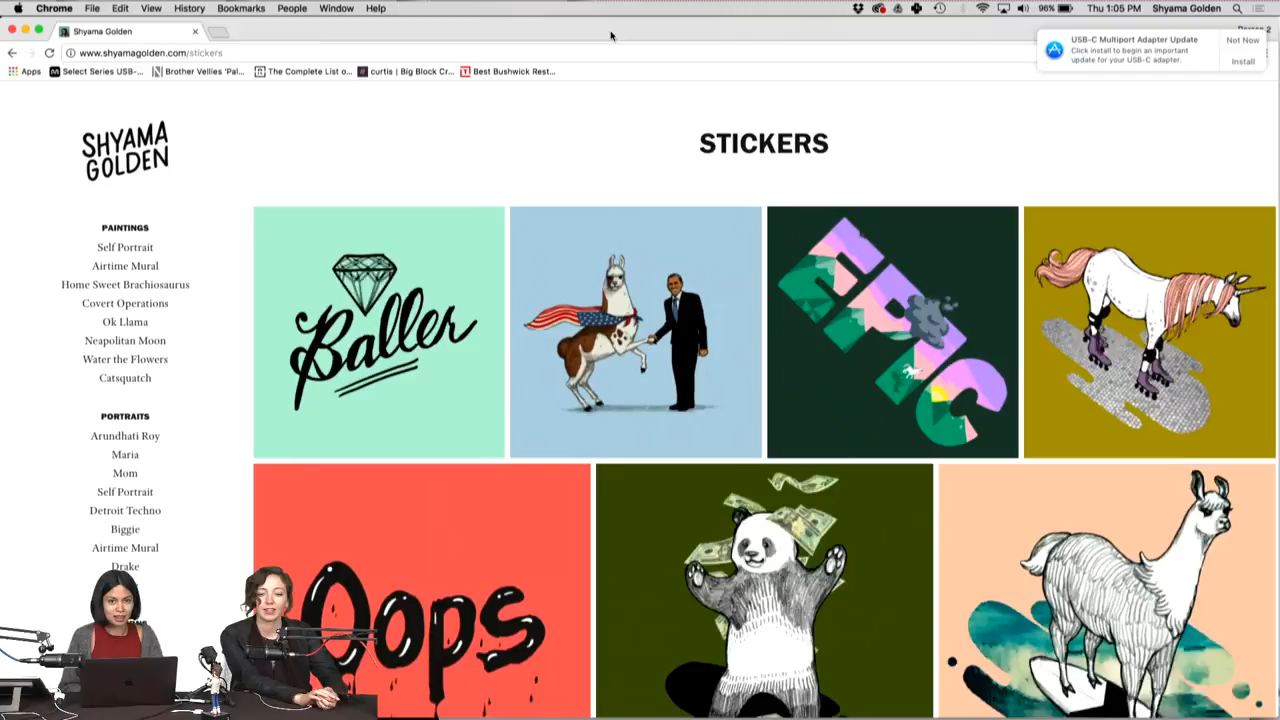 Chrome File Edit View History Bookmarks People Window Help
96% Thu 1:05 PM Shyama Golden
Shyama Golden
www.shyamagolden.com/stickers
Apps Select Series USB-... Brother Vellies 'Pal... The Complete List o... curtis | Big Block Cr... Best Bushwick Rest...
USB-C Multiport Adapter Update
Click install to begin an important
update for your USB-C adapter.
Not Now
Install
SHYAMA
GOLDEN
STICKERS
PAINTINGS
Self Portrait
Airtime Mural
Home Sweet Brachiosaurus
Covert Operations
Ok Llama
Neapolitan Moon
Water the Flowers
Catsquatch
PORTRAITS
Arundhati Roy
Maria
Mom
Self Portrait
Detroit Techno
Biggie
Airtime Mural
Drake
Baller
EPIC
Oops